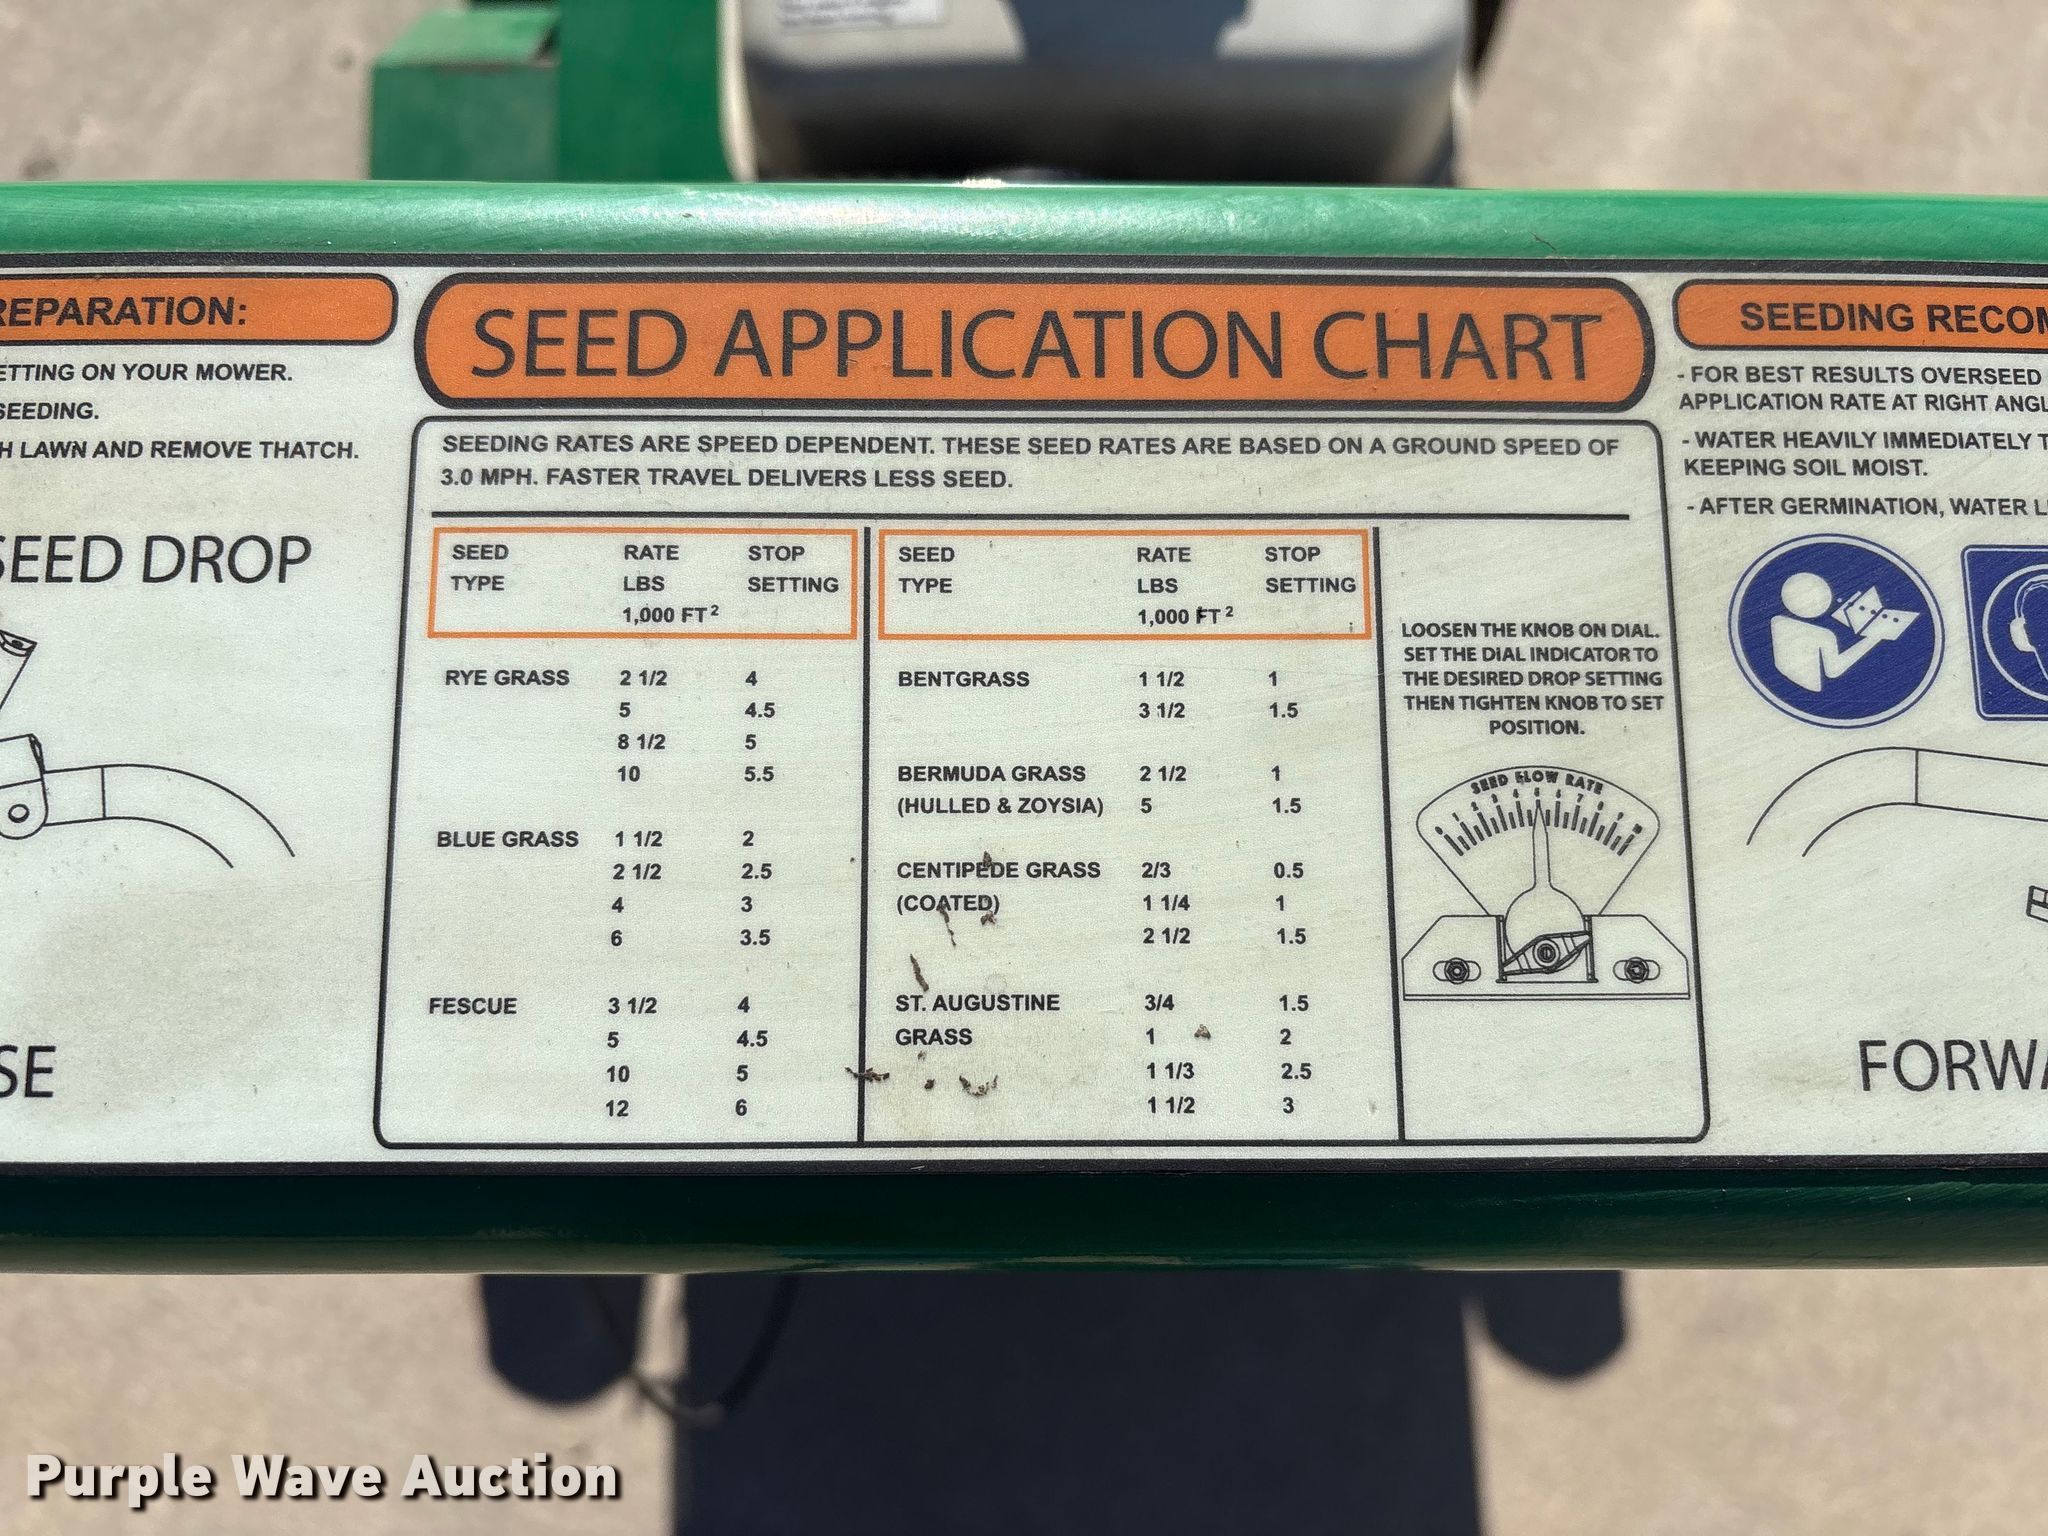 REPARATION:
ETTING ON YOUR MOWER.
SEEDING.
H LAWN AND REMOVE THATCH.
SEED DROP
SE
SEED APPLICATION CHART
SEEDING RATES ARE SPEED DEPENDENT. THESE SEED RATES ARE BASED ON A GROUND SPEED OF
3.0 MPH. FASTER TRAVEL DELIVERS LESS SEED.
SEED RATE STOP
TYPE LBS SETTING
1,000 FT²
RYE GRASS 2 1/2 4
5 4.5
8 1/2 5
10 5.5
BLUE GRASS 1 1/2 2
2 1/2 2.5
4 3
6 3.5
FESCUE 3 1/2 4
5 4.5
10 5
12 6
SEED RATE STOP
TYPE LBS SETTING
1,000 FT²
BENTGRASS 1 1/2 1
3 1/2 1.5
BERMUDA GRASS 2 1/2 1
(HULLED & ZOYSIA) 5 1.5
CENTIPEDE GRASS 2/3 0.5
(COATED) 1 1/4 1
2 1/2 1.5
ST. AUGUSTINE 3/4 1.5
GRASS 1 2
1 1/3 2.5
1 1/2 3
LOOSEN THE KNOB ON DIAL.
SET THE DIAL INDICATOR TO
THE DESIRED DROP SETTING
THEN TIGHTEN KNOB TO SET
POSITION.
SEED FLOW RATE
SEEDING RECOM
- FOR BEST RESULTS OVERSEED
APPLICATION RATE AT RIGHT ANGL
- WATER HEAVILY IMMEDIATELY T
KEEPING SOIL MOIST.
- AFTER GERMINATION, WATER L
FORWA
Purple Wave Auction